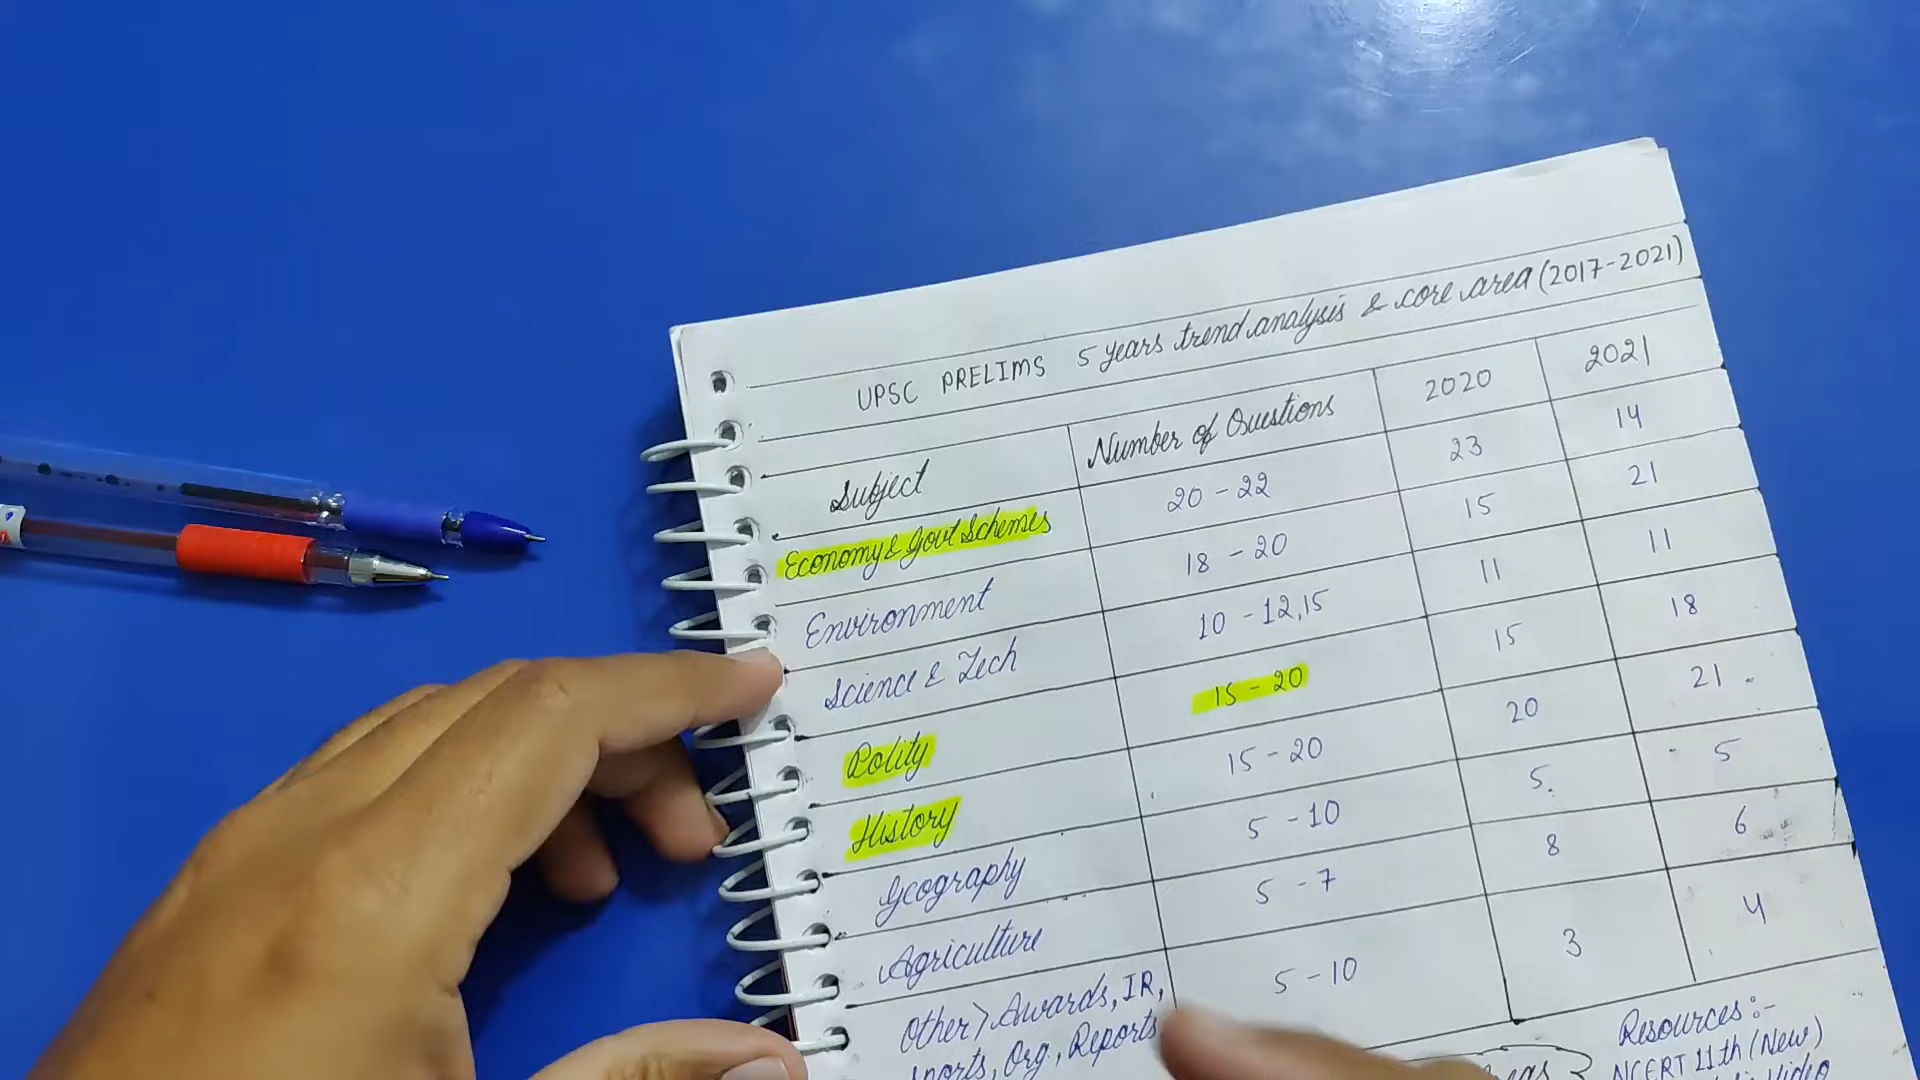 UPSC PRELIMS 5 years trend analysis & core area (2017-2021)
Subject Number of Questions 2020 2021
Economy & Govt Schemes 20 - 22 23 14
Environment 18 - 20 15 21
Science & Tech 10 - 12,15 11 11
Polity 15 - 20 15 18
History 15 - 20 20 21
Geography 5 - 10 5 5
Agriculture 5 - 7 8 6
Other > Awards, IR, 5 - 10 3 4
Sports, Org., Reports
Resources :-
NCERT 11th (New)
Video